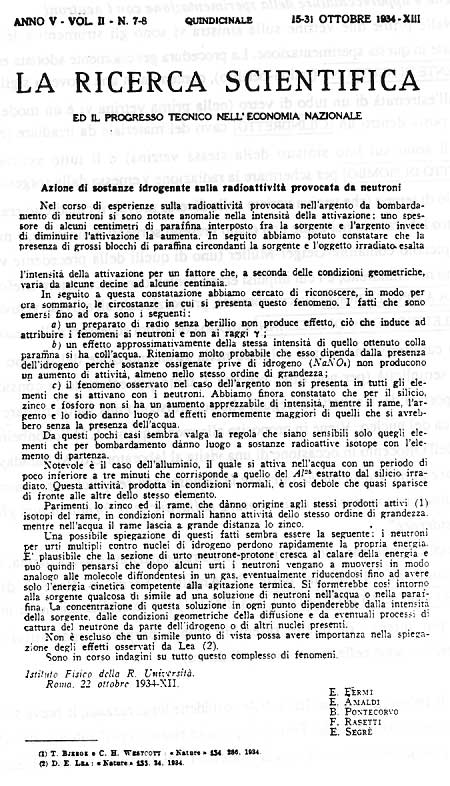 ANNO V - VOL. II - N. 7-8 QUINDICINALE 15-31 OTTOBRE 1934-XIII
LA RICERCA SCIENTIFICA
ED IL PROGRESSO TECNICO NELL'ECONOMIA NAZIONALE
Azione di sostanze idrogenate sulla radioattività provocata da neutroni
Nel corso di esperienze sulla radioattività provocata nell'argento da bombarda-
mento di neutroni si sono notate anomalie nella intensità della attivazione: uno spes-
sore di alcuni centimetri di paraffina interposto fra la sorgente e l'argento invece
di diminuire l'attivazione la aumenta. In seguito abbiamo potuto constatare che la
presenza di grossi blocchi di paraffina circondanti la sorgente e l'oggetto irradiato esalta
l'intensità della attivazione per un fattore che, a seconda delle condizioni geometriche,
varia da alcune decine ad alcune centinaia.
In seguito a questa constatazione abbiamo cercato di riconoscere, in modo per
ora sommario, le circostanze in cui si presenta questo fenomeno. I fatti che sono
emersi fino ad ora sono i seguenti:
a) un preparato di radio senza berillio non produce effetto, ciò che induce ad
attribuire i fenomeni ai neutroni e non ai raggi γ;
b) un effetto approssimativamente della stessa intensità di quello ottenuto colla
paraffina si ha coll'acqua. Riteniamo molto probabile che esso dipenda dalla presenza
dell'idrogeno perchè sostanze ossigenate prive di idrogeno (NaNO₃) non producono
un aumento di attività, almeno nello stesso ordine di grandezza.
c) il fenomeno osservato nel caso dell'argento non si presenta in tutti gli ele-
menti che si attivano con i neutroni. Abbiamo finora constatato che per il silicio,
zinco e fosforo non si ha un aumento apprezzabile di intensità, mentre il rame, l'ar-
gento e lo iodio danno luogo ad effetti enormemente maggiori di quelli che si avreb-
bero senza la presenza dell'acqua.
Da questi pochi casi sembra valga la regola che siano sensibili solo quegli ele-
menti che per bombardamento danno luogo a sostanze radioattive isotope con l'ele-
mento di partenza.
Notevole è il caso dell'alluminio, il quale si attiva nell'acqua con un periodo di
poco inferiore a tre minuti che corrisponde a quello del Al²⁸ estratto dal silicio irra-
diato. Questa attività, prodotta in condizioni normali, è così debole che quasi sparisce
di fronte alle altre dello stesso elemento.
Parimenti lo zinco ed il rame, che dànno origine agli stessi prodotti attivi (1)
isotopi del rame, in condizioni normali hanno attività dello stesso ordine di grandezza,
mentre nell'acqua il rame lascia a grande distanza lo zinco.
Una possibile spiegazione di questi fatti sembra essere la seguente: i neutroni
per urti multipli contro nuclei di idrogeno perdono rapidamente la propria energia.
E' plausibile che la sezione di urto neutrone-protone cresca al calare della energia e
può quindi pensarsi che dopo alcuni urti i neutroni vengano a muoversi in modo
analogo alle molecole diffondentesi in un gas, eventualmente riducendosi fino ad avere
solo l'energia cinetica competente alla agitazione termica. Si formerebbe così intorno
alla sorgente qualcosa di simile ad una soluzione di neutroni nell'acqua o nella paraf-
fina. La concentrazione di questa soluzione in ogni punto dipenderebbe dalla intensità
della sorgente, dalle condizioni geometriche della diffusione e da eventuali processi di
cattura del neutrone da parte dell'idrogeno o di altri nuclei presenti.
Non è escluso che un simile punto di vista possa avere importanza nella spiega-
zione degli effetti osservati da Lea (2).
Sono in corso indagini su tutto questo complesso di fenomeni.
Istituto Fisico della R. Università.
Roma, 22 ottobre 1934-XII.
E. FERMI
E. AMALDI
B. PONTECORVO
F. RASETTI
E. SEGRÈ
(1) T. BJERGE e C. H. WESTCOTT: « Nature » 134, 286, 1934.
(2) D. E. LEA: « Nature » 133, 24, 1934.